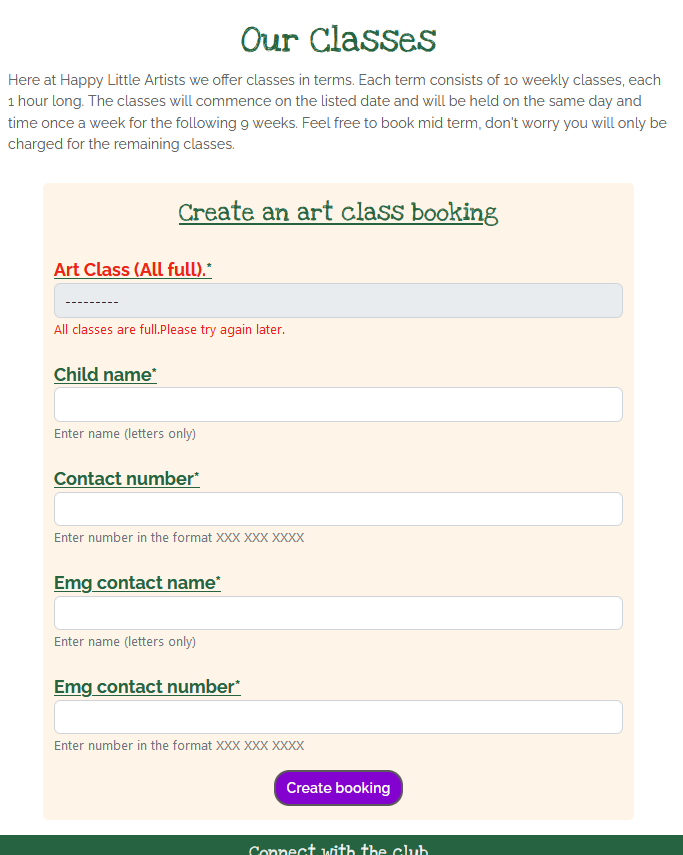 Our Classes
Here at Happy Little Artists we offer classes in terms. Each term consists of 10 weekly classes, each
1 hour long. The classes will commence on the listed date and will be held on the same day and
time once a week for the following 9 weeks. Feel free to book mid term, don't worry you will only be
charged for the remaining classes.
Create an art class booking
Art Class (All full).*
---------
All classes are full.Please try again later.
Child name*
Enter name (letters only)
Contact number*
Enter number in the format XXX XXX XXXX
Emg contact name*
Enter name (letters only)
Emg contact number*
Enter number in the format XXX XXX XXXX
Create booking
Connect with the club